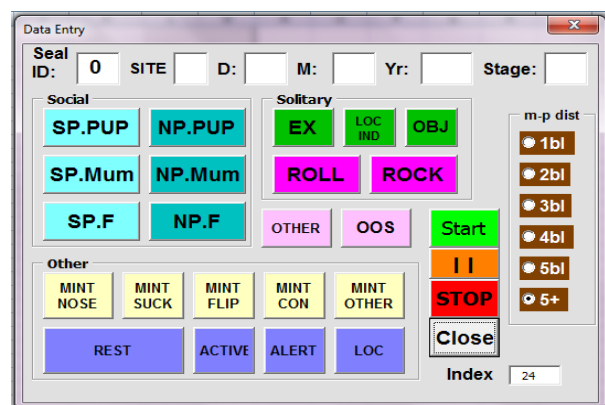 Data Entry
Seal ID: 0 SITE D: M: Yr: Stage:
Social
SP.PUP NP.PUP
SP.Mum NP.Mum
SP.F NP.F
Solitary
EX LOC IND OBJ
ROLL ROCK
m-p dist
1bl
2bl
3bl
4bl
5bl
5+
OTHER OOS
Start
I I
STOP
Close
Other
MINT NOSE MINT SUCK MINT FLIP MINT CON MINT OTHER
REST ACTIVE ALERT LOC
Index 24